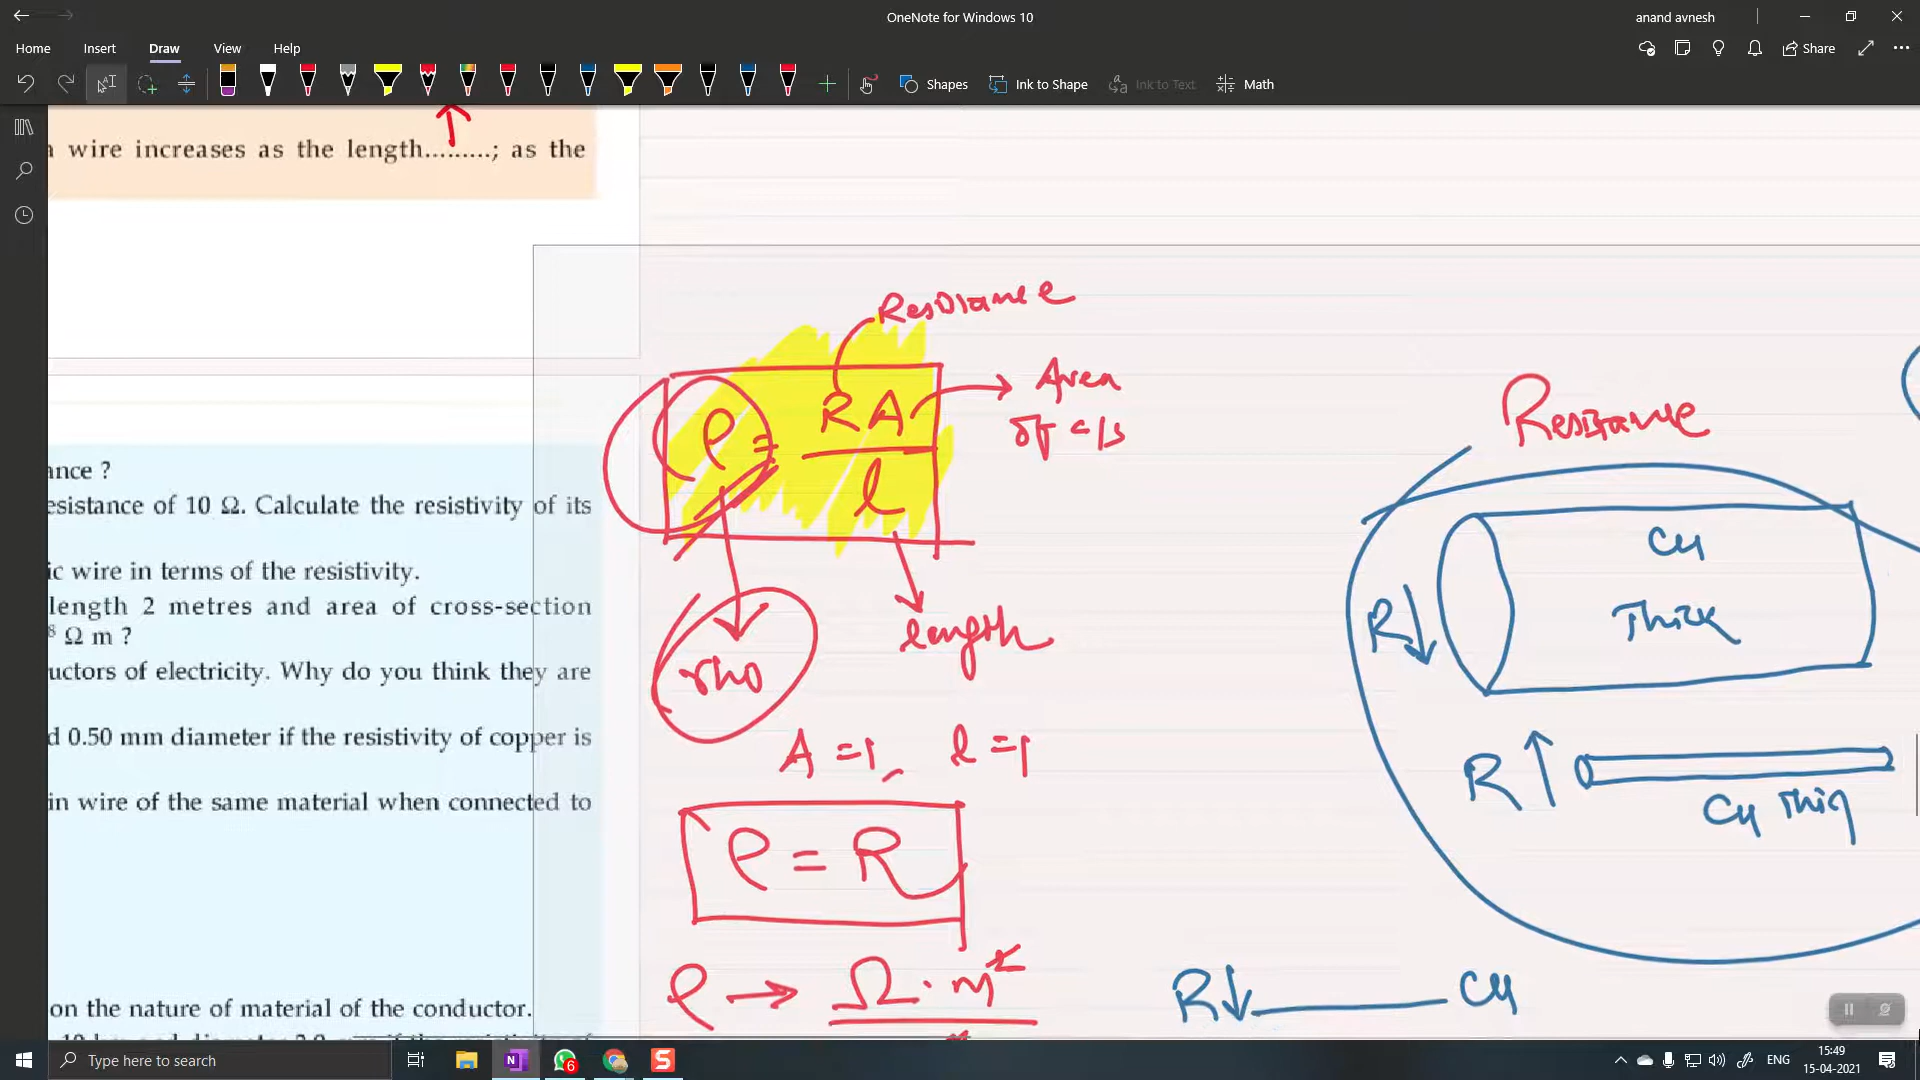 OneNote for Windows 10
anand avnesh
Home Insert Draw View Help
Share
Shapes Ink to Shape Ink to Text Math
wire increases as the length.........; as the
ance ?
esistance of 10 Ω. Calculate the resistivity of its
ic wire in terms of the resistivity.
length 2 metres and area of cross-section
8 Ω m ?
uctors of electricity. Why do you think they are
d 0.50 mm diameter if the resistivity of copper is
in wire of the same material when connected to
on the nature of material of the conductor.
Resistance
ρ = RA
l
Area
of c/s
length
rho
A = 1, l = 1
ρ = R
ρ → Ω · m²
Resistance
Cu
Thick
R↓
R↑
Cu Thin
R↓ Cu
Type here to search
6
ENG
15:49
15-04-2021